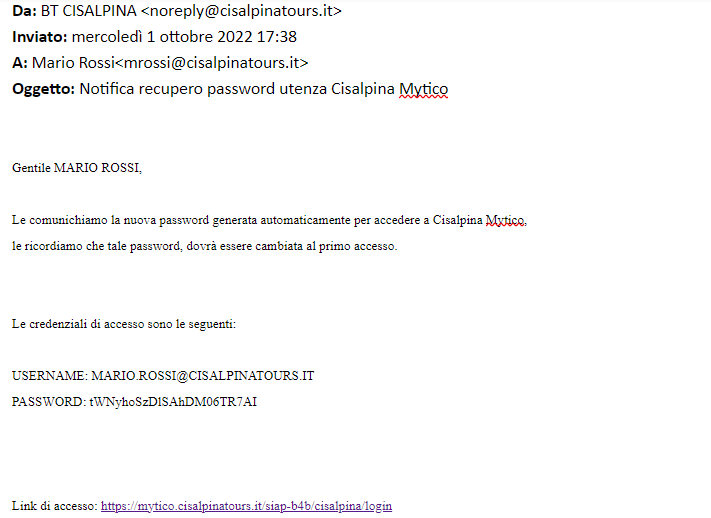 Da: BT CISALPINA <noreply@cisalpinatours.it>
Inviato: mercoledì 1 ottobre 2022 17:38
A: Mario Rossi<mrossi@cisalpinatours.it>
Oggetto: Notifica recupero password utenza Cisalpina Mytico
Gentile MARIO ROSSI,
Le comunichiamo la nuova password generata automaticamente per accedere a Cisalpina Mytico,
le ricordiamo che tale password, dovrà essere cambiata al primo accesso.
Le credenziali di accesso sono le seguenti:
USERNAME: MARIO.ROSSI@CISALPINATOURS.IT
PASSWORD: tWNyhoSzDlSAhDM06TR7AI
Link di accesso: https://mytico.cisalpinatours.it/siap-b4b/cisalpina/login